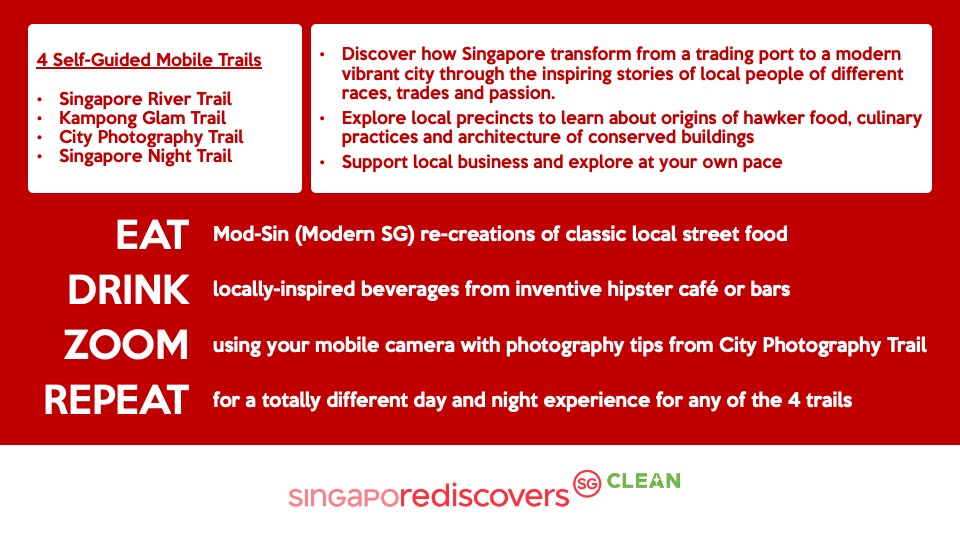 4 Self-Guided Mobile Trails
• Singapore River Trail
• Kampong Glam Trail
• City Photography Trail
• Singapore Night Trail
• Discover how Singapore transform from a trading port to a modern
vibrant city through the inspiring stories of local people of different
races, trades and passion.
• Explore local precincts to learn about origins of hawker food, culinary
practices and architecture of conserved buildings
• Support local business and explore at your own pace
EAT Mod-Sin (Modern SG) re-creations of classic local street food
DRINK locally-inspired beverages from inventive hipster café or bars
ZOOM using your mobile camera with photography tips from City Photography Trail
REPEAT for a totally different day and night experience for any of the 4 trails
SINGAPOrediscovers SG CLEAN